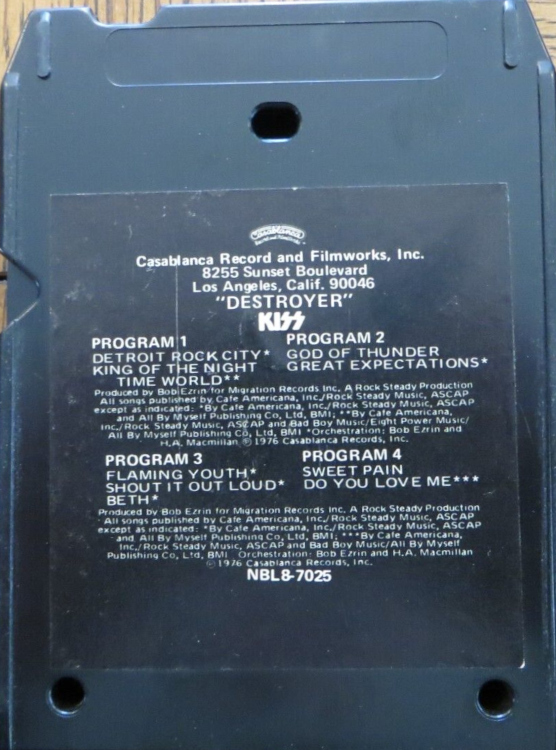 Casablanca
Casablanca Record and Filmworks, Inc.
8255 Sunset Boulevard
Los Angeles, Calif. 90046
"DESTROYER"
KISS
PROGRAM 1
DETROIT ROCK CITY*
KING OF THE NIGHT
TIME WORLD**
PROGRAM 2
GOD OF THUNDER
GREAT EXPECTATIONS*
Produced by Bob Ezrin for Migration Records Inc. A Rock Steady Production
All songs published by Cafe Americana, Inc./Rock Steady Music, ASCAP
except as indicated: *By Cafe Americana, Inc./Rock Steady Music, ASCAP
and All By Myself Publishing Co, Ltd, BMI; **By Cafe Americana,
Inc./Rock Steady Music, ASCAP and Bad Boy Music/Eight Power Music/
All By Myself Publishing Co, Ltd, BMI *Orchestration: Bob Ezrin and
H.A. Macmillan Ⓟ 1976 Casablanca Records, Inc.
PROGRAM 3
FLAMING YOUTH*
SHOUT IT OUT LOUD*
BETH*
PROGRAM 4
SWEET PAIN
DO YOU LOVE ME***
Produced by Bob Ezrin for Migration Records Inc. A Rock Steady Production
All songs published by Cafe Americana, Inc./Rock Steady Music, ASCAP
except as indicated: *By Cafe Americana, Inc./Rock Steady Music, ASCAP
and All By Myself Publishing Co, Ltd, BMI; ***By Cafe Americana,
Inc./Rock Steady Music, ASCAP and Bad Boy Music/All By Myself
Publishing Co, Ltd, BMI Orchestration: Bob Ezrin and H.A. Macmillan
Ⓟ 1976 Casablanca Records, Inc.
NBL8-7025